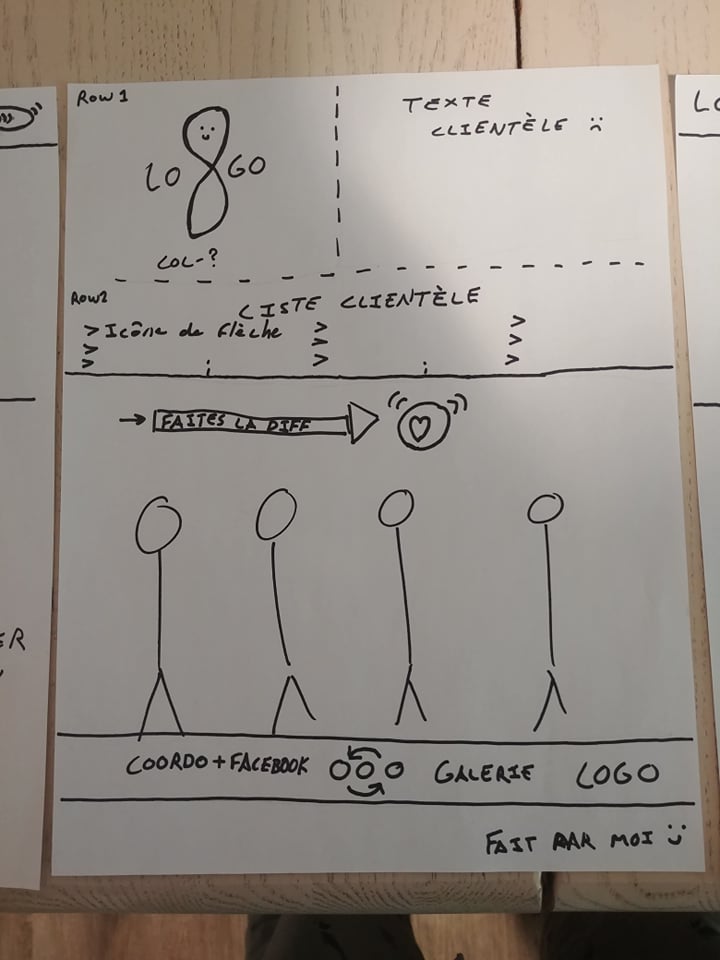 Row 1
TEXTE
CLIENTÈLE
LO GO
COL-?
Row2
LISTE CLIENTÈLE
> Icône de flèche >
>
> > >
> > >
→ FAITES LA DIFF
COORDO + FACEBOOK GALERIE LOGO
FAIT PAR MOI
ER
LO